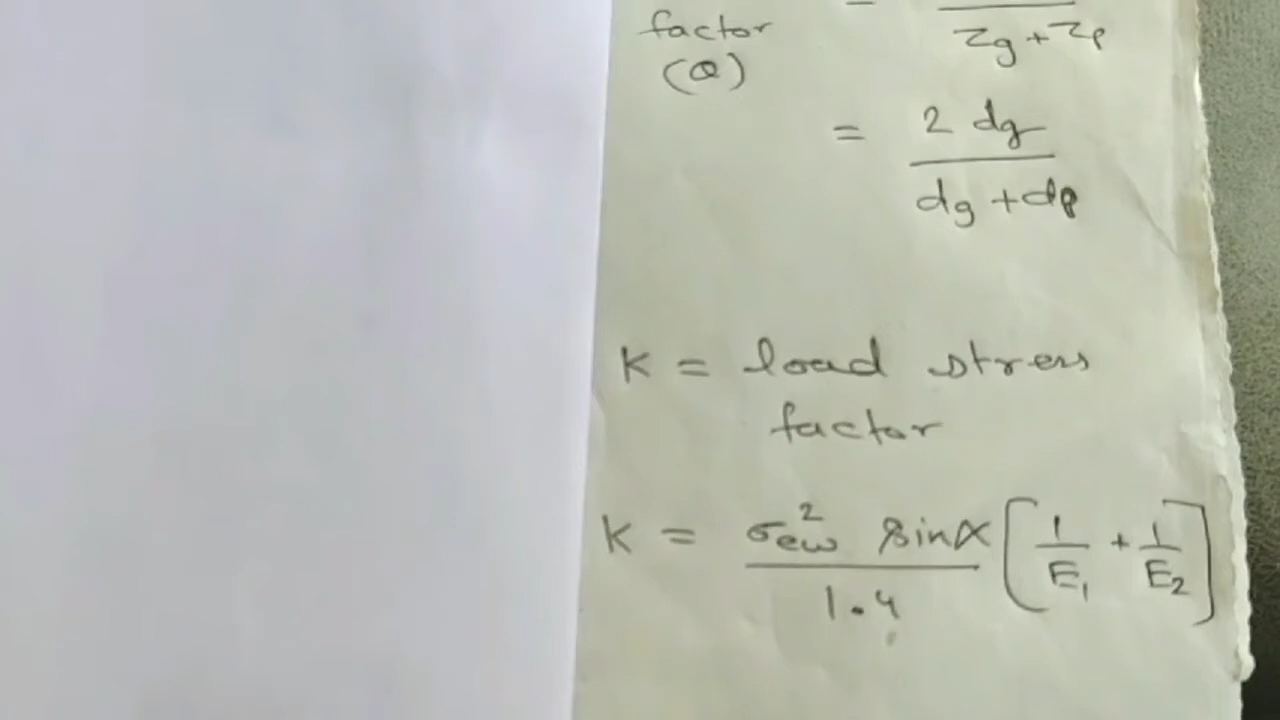 factor = ―
Zg + Zp
(Q)
= 2 dg / dg + dp
K = load stress
factor
K = σew² sinα / 1.4 [ 1/E₁ + 1/E₂ ]